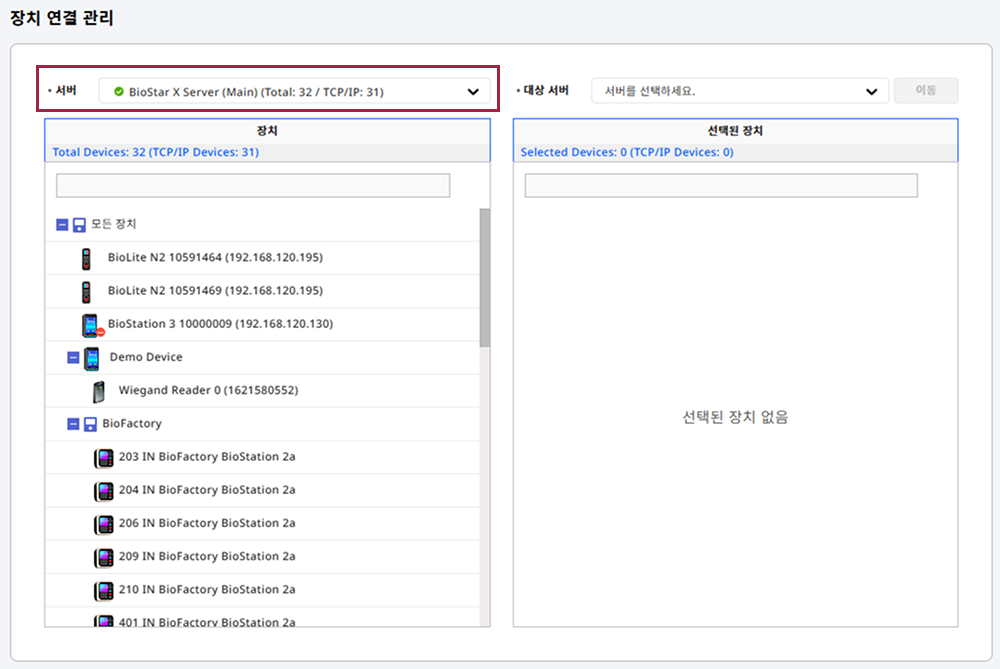 장치 연결 관리
• 서버 BioStar X Server (Main) (Total: 32 / TCP/IP: 31)
• 대상 서버 서버를 선택하세요. 이동
장치
Total Devices: 32 (TCP/IP Devices: 31)
모든 장치
BioLite N2 10591464 (192.168.120.195)
BioLite N2 10591469 (192.168.120.195)
BioStation 3 10000009 (192.168.120.130)
Demo Device
Wiegand Reader 0 (1621580552)
BioFactory
203 IN BioFactory BioStation 2a
204 IN BioFactory BioStation 2a
206 IN BioFactory BioStation 2a
209 IN BioFactory BioStation 2a
210 IN BioFactory BioStation 2a
401 IN BioFactory BioStation 2a
선택된 장치
Selected Devices: 0 (TCP/IP Devices: 0)
선택된 장치 없음